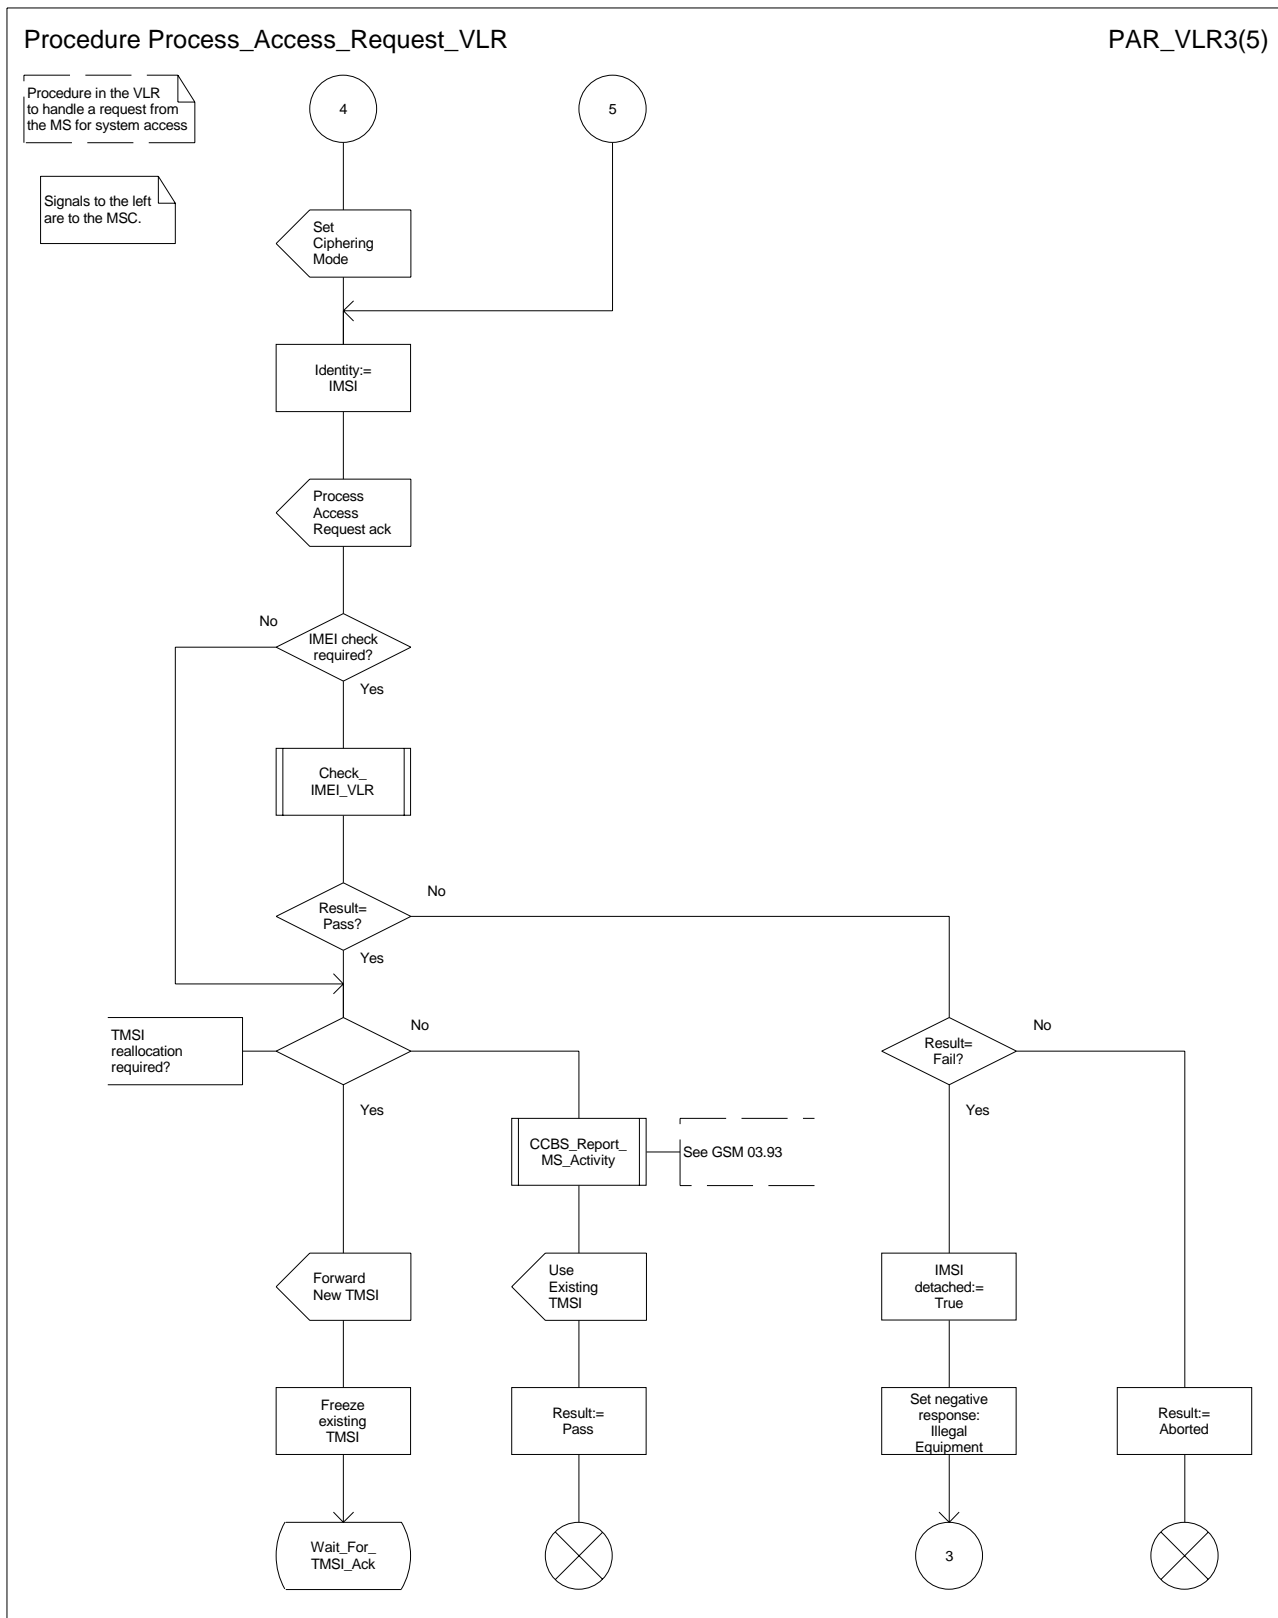 Procedure Process_Access_Request_VLR
PAR_VLR3(5)
Procedure in the VLR
to handle a request from
the MS for system access
4
5
Signals to the left
are to the MSC.
Set
Ciphering
Mode
Identity:=
IMSI
Process
Access
Request ack
No
IMEI check
required?
Yes
Check_
IMEI_VLR
No
Result=
Pass?
Yes
TMSI
reallocation
required?
No
Yes
Result=
Fail?
No
Yes
CCBS_Report_
MS_Activity
See GSM 03.93
Forward
New TMSI
Use
Existing
TMSI
IMSI
detached:=
True
Freeze
existing
TMSI
Result:=
Pass
Set negative
response:
Illegal
Equipment
Result:=
Aborted
Wait_For_
TMSI_Ack
3